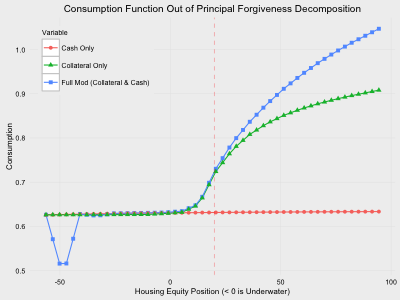 Consumption Function Out of Principal Forgiveness Decomposition
Variable
Cash Only
Collateral Only
Full Mod (Collateral & Cash)
Consumption
1.0
0.9
0.8
0.7
0.6
0.5
-50
0
50
100
Housing Equity Position (< 0 is Underwater)